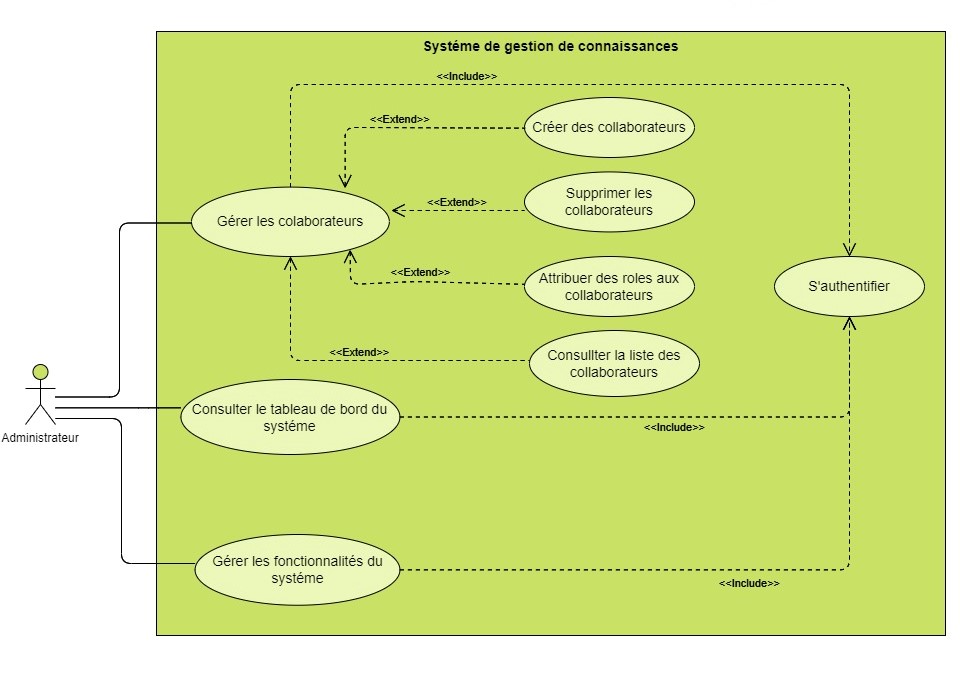 Systéme de gestion de connaissances
<<Include>>
<<Extend>>
Créer des collaborateurs
Supprimer les
collaborateurs
<<Extend>>
Gérer les colaborateurs
<<Extend>>
Attribuer des roles aux
collaborateurs
S'authentifier
<<Extend>>
Consullter la liste des
collaborateurs
Administrateur
Consulter le tableau de bord du
systéme
<<Include>>
Gérer les fonctionnalités du
systéme
<<Include>>